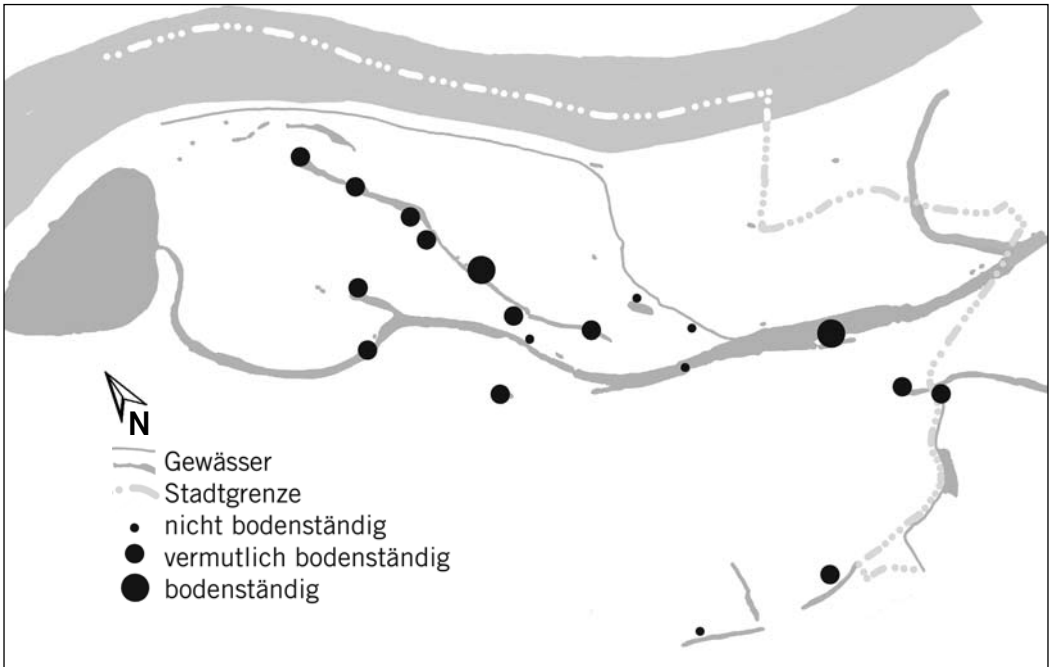 N
Gewässer
Stadtgrenze
nicht bodenständig
vermutlich bodenständig
bodenständig